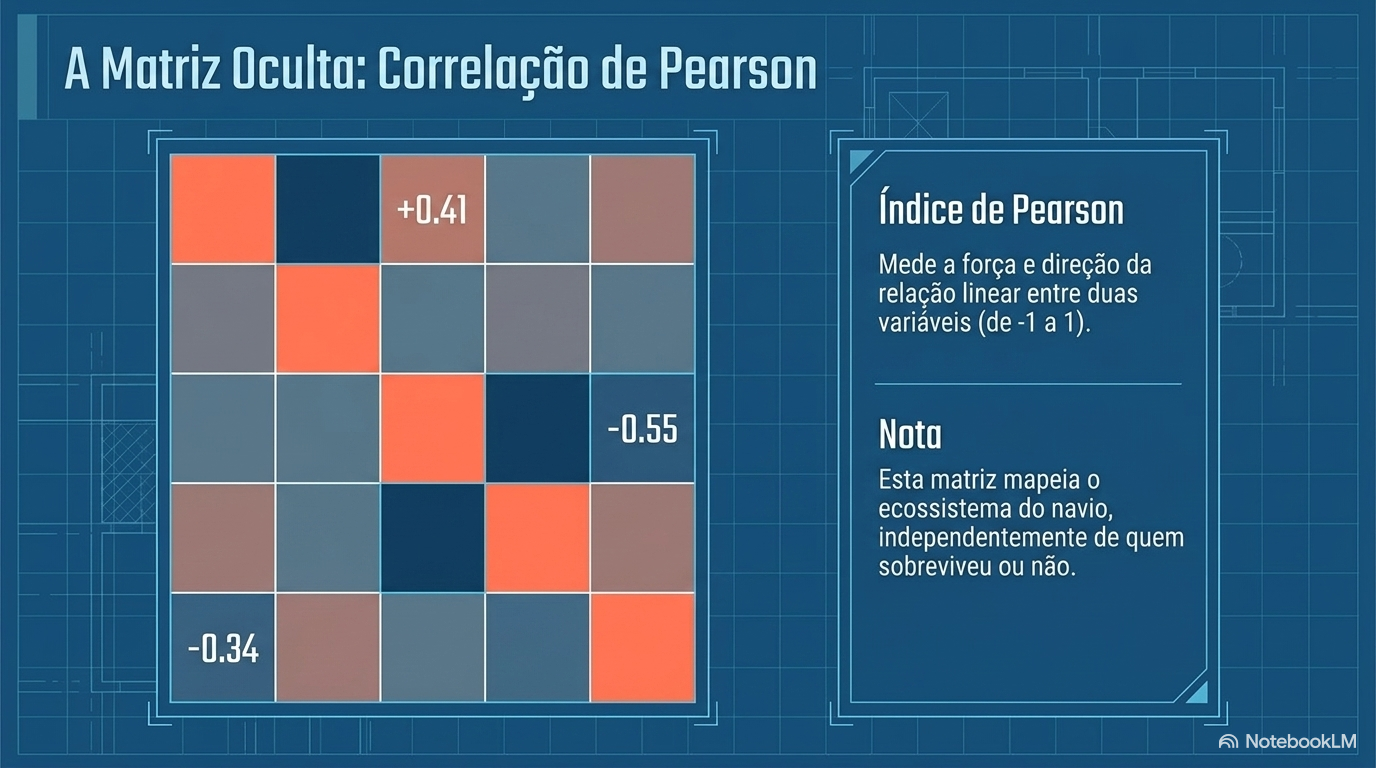 A Matriz Oculta: Correlação de Pearson
+0.41
-0.55
-0.34
Índice de Pearson
Mede a força e direção da
relação linear entre duas
variáveis (de -1 a 1).
Nota
Esta matriz mapeia o
ecossistema do navio,
independentemente de quem
sobreviveu ou não.
NotebookLM